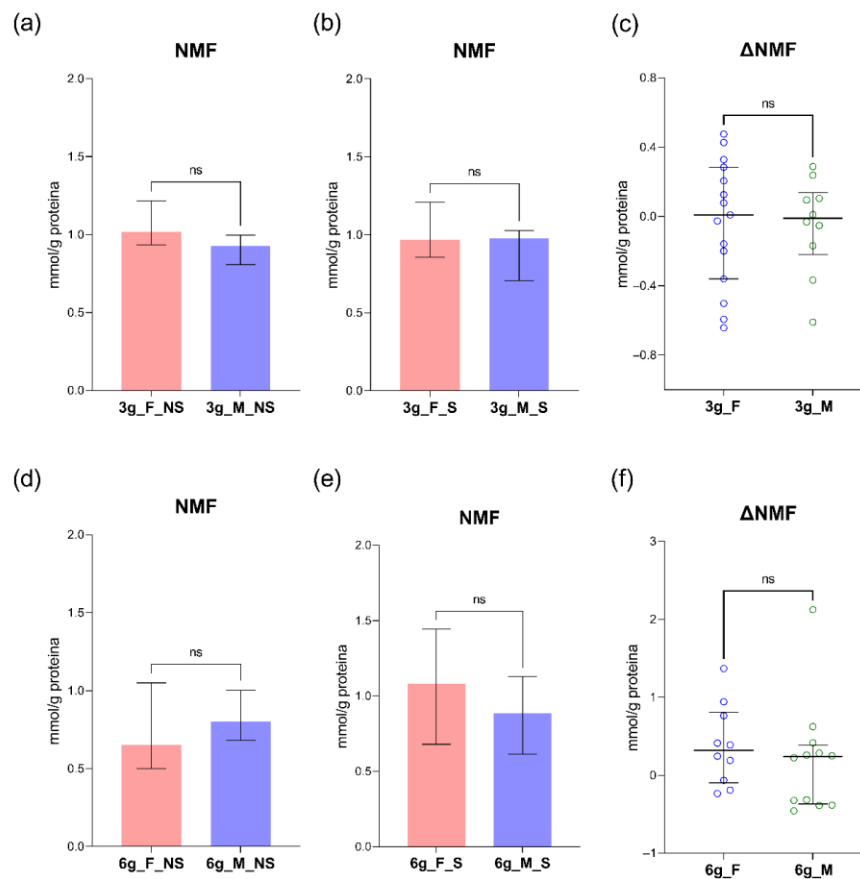 (a)
NMF
mmol/g proteina
2.0
1.5
1.0
0.5
0.0
ns
3g_F_NS
3g_M_NS
(b)
NMF
mmol/g proteina
2.0
1.5
1.0
0.5
0.0
ns
3g_F_S
3g_M_S
(c)
ΔNMF
mmol/g proteina
0.8
0.4
0.0
−0.4
−0.8
ns
3g_F
3g_M
(d)
NMF
mmol/g proteina
2.0
1.5
1.0
0.5
0.0
ns
6g_F_NS
6g_M_NS
(e)
NMF
mmol/g proteina
2.0
1.5
1.0
0.5
0.0
ns
6g_F_S
6g_M_S
(f)
ΔNMF
mmol/g proteina
3
2
1
0
−1
ns
6g_F
6g_M